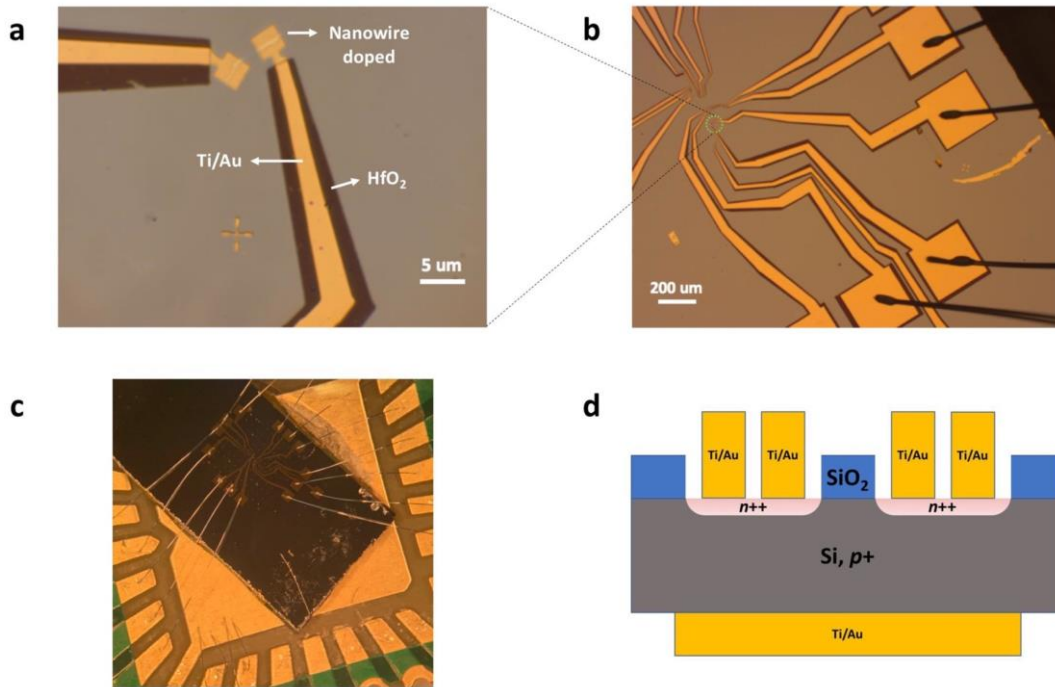 a
Nanowire
doped
Ti/Au
HfO₂
5 um
b
200 um
c
d
Ti/Au
Ti/Au
Ti/Au
Ti/Au
SiO₂
n++
n++
Si, p+
Ti/Au